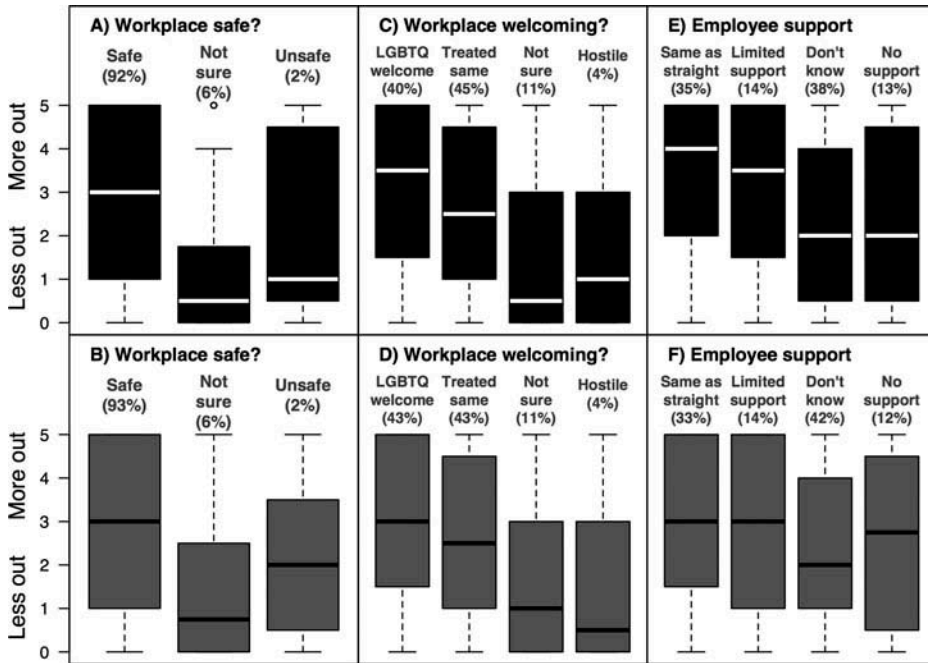 A) Workplace safe?
Safe
(92%)
Not
sure
(6%)
Unsafe
(2%)
C) Workplace welcoming?
LGBTQ
welcome
(40%)
Treated
same
(45%)
Not
sure
(11%)
Hostile
(4%)
E) Employee support
Same as
straight
(35%)
Limited
support
(14%)
Don't
know
(38%)
No
support
(13%)
More out
Less out
5
4
3
2
1
0
B) Workplace safe?
Safe
(93%)
Not
sure
(6%)
Unsafe
(2%)
D) Workplace welcoming?
LGBTQ
welcome
(43%)
Treated
same
(43%)
Not
sure
(11%)
Hostile
(4%)
F) Employee support
Same as
straight
(33%)
Limited
support
(14%)
Don't
know
(42%)
No
support
(12%)
More out
Less out
5
4
3
2
1
0